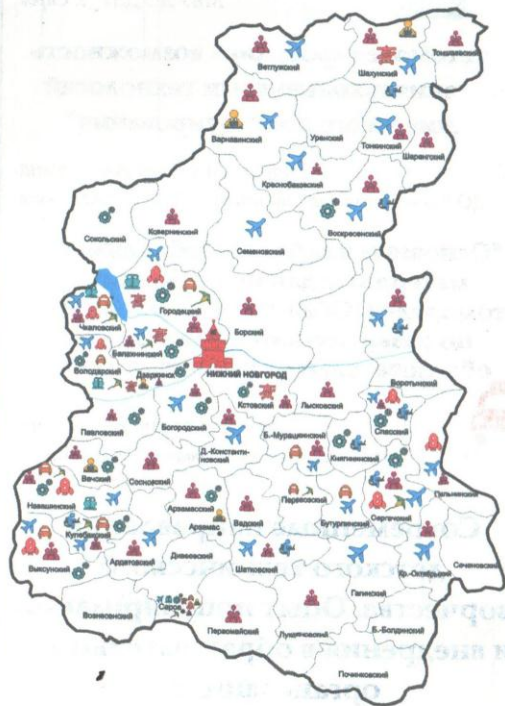 Ветлужский
Шахунский
Тоншаевский
Варнавинский
Уренский
Тонкинский
Шарангский
Краснобаковский
Воскресенский
Сокольский
Ковернинский
Семеновский
Городецкий
Чкаловский
Борский
Балахнинский
Володарский
Дзержинск
НИЖНИЙ НОВГОРОД
Воротынский
Кстовский
Лысковский
Павловский
Богородский
Спасский
Д.-Константи-
новский
Б.-Мурашкинский
Княгининский
Вачский
Сосновский
Пильнинский
Навашинский
Арзамасский
Арзамас
Вадский
Перевозский
Бутурлинский
Сергачский
Кулебакский
Выксунский
Ардатовский
Дивеевский
Шатковский
Кр.-Октябрьский
Сеченовский
Вознесенский
Саров
Первомайский
Гагинский
Лукояновский
Б.-Болдинский
Починковский